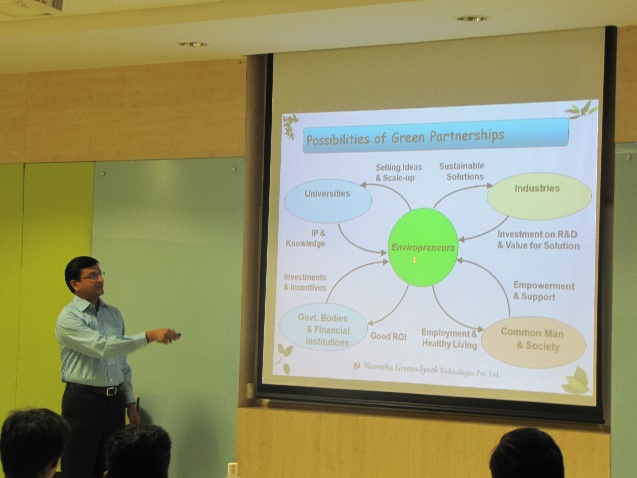 Possibilities of Green Partnerships
Selling Ideas
& Scale-up
Sustainable
Solutions
Universities
Industries
IP &
Knowledge
Enviropreneurs
Investment on R&D
& Value for Solution
Investments
& Incentives
Empowerment
& Support
Govt. Bodies
& Financial
Institutions
Good ROI
Employment &
Healthy Living
Common Man
& Society
Technologies Pvt. Ltd.